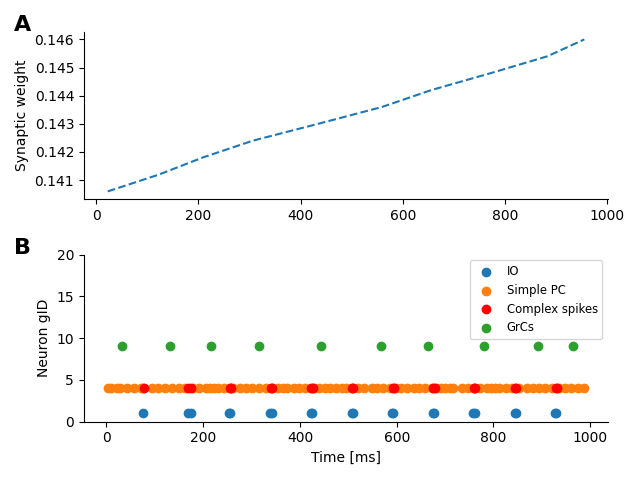 A
0.146
0.145
0.144
0.143
0.142
0.141
Synaptic weight
0 200 400 600 800 1000
B
20
15
10
5
0
Neuron gID
IO
Simple PC
Complex spikes
GrCs
0 200 400 600 800 1000
Time [ms]